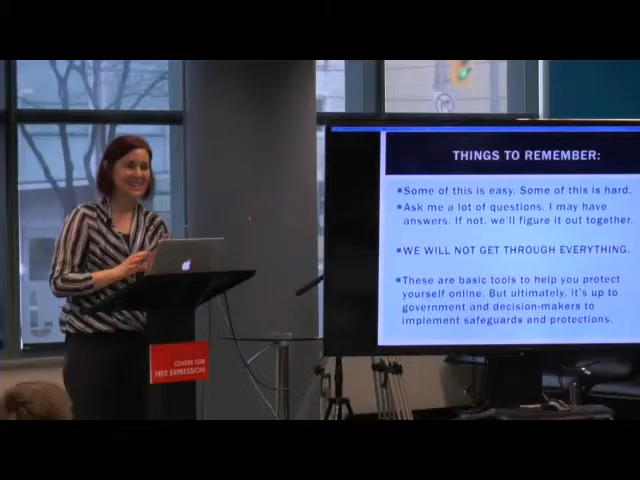 THINGS TO REMEMBER:
▪Some of this is easy. Some of this is hard.
▪Ask me a lot of questions. I may have
answers. If not, we'll figure it out together.
▪WE WILL NOT GET THROUGH EVERYTHING.
▪These are basic tools to help you protect
yourself online. But ultimately, it's up to
government and decision-makers to
implement safeguards and protections.
CENTRE FOR
FREE EXPRESSION